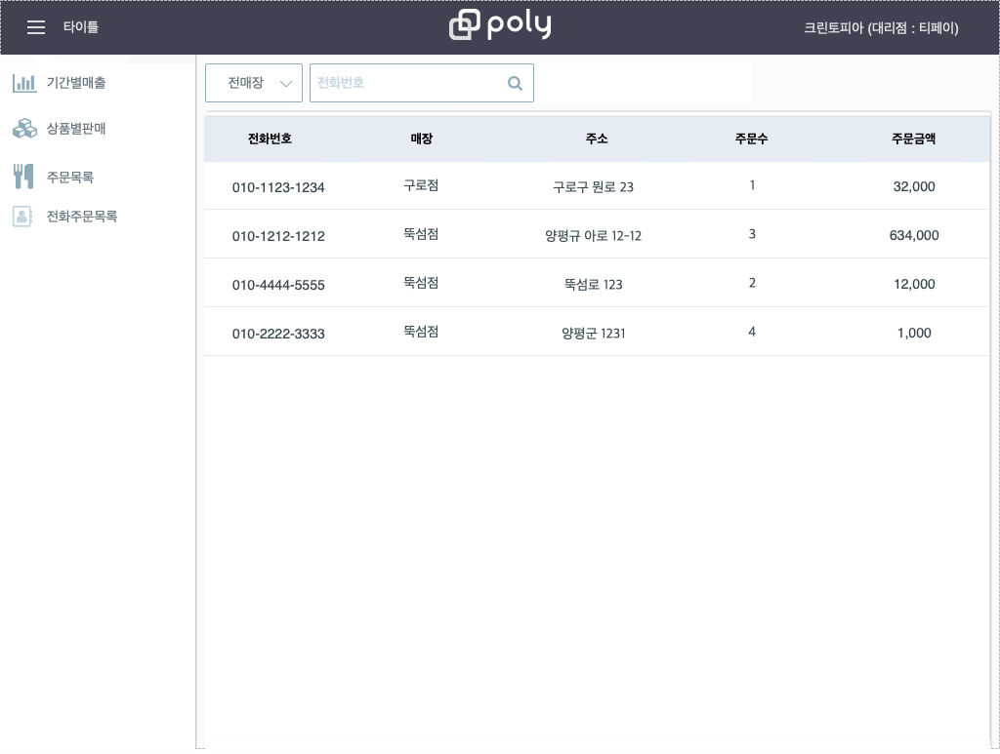 타이틀
poly
크린토피아 (대리점 : 티페이)
기간별매출
상품별판매
주문목록
전화주문목록
전매장
전화번호
전화번호 매장 주소 주문수 주문금액
010-1123-1234 구로점 구로구 뭔로 23 1 32,000
010-1212-1212 뚝섬점 양평규 아로 12-12 3 634,000
010-4444-5555 뚝섬점 뚝섬로 123 2 12,000
010-2222-3333 뚝섬점 양평군 1231 4 1,000